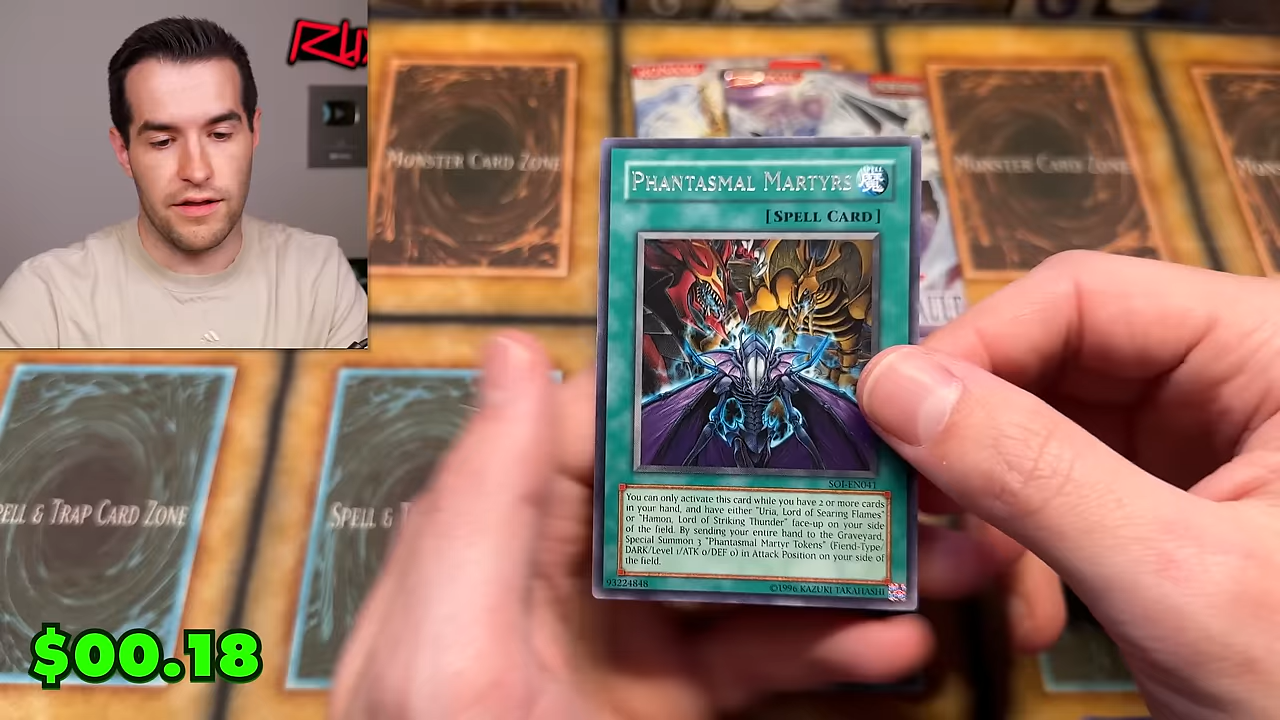 MONSTER CARD ZONE
MONSTER CARD ZONE
PHANTASMAL MARTYRS
SPELL
[SPELL CARD]
SOI-EN041
You can only activate this card while you have 2 or more cards
in your hand, and have either "Uria, Lord of Searing Flames"
or "Hamon, Lord of Striking Thunder" face-up on your side
of the field. By sending your entire hand to the Graveyard,
Special Summon 3 "Phantasmal Martyr Tokens" (Fiend-Type/
DARK/Level 1/ATK 0/DEF 0) in Attack Position on your side of
the field.
93224848
©1996 KAZUKI TAKAHASHI
SPELL & TRAP CARD ZONE
SPELL &
$00.18